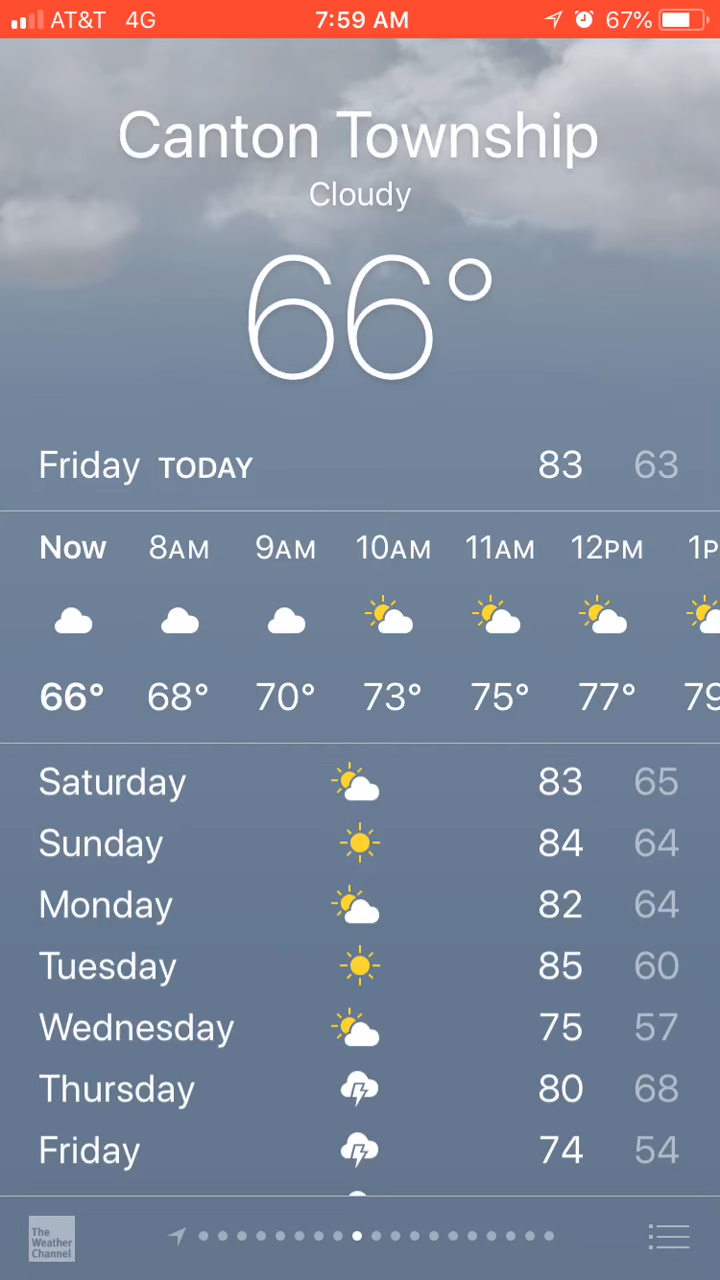 AT&T 4G 7:59 AM 67%
Canton Township
Cloudy
66°
Friday TODAY 83 63
Now 8AM 9AM 10AM 11AM 12PM 1P
66° 68° 70° 73° 75° 77° 79
Saturday 83 65
Sunday 84 64
Monday 82 64
Tuesday 85 60
Wednesday 75 57
Thursday 80 68
Friday 74 54
The
Weather
Channel